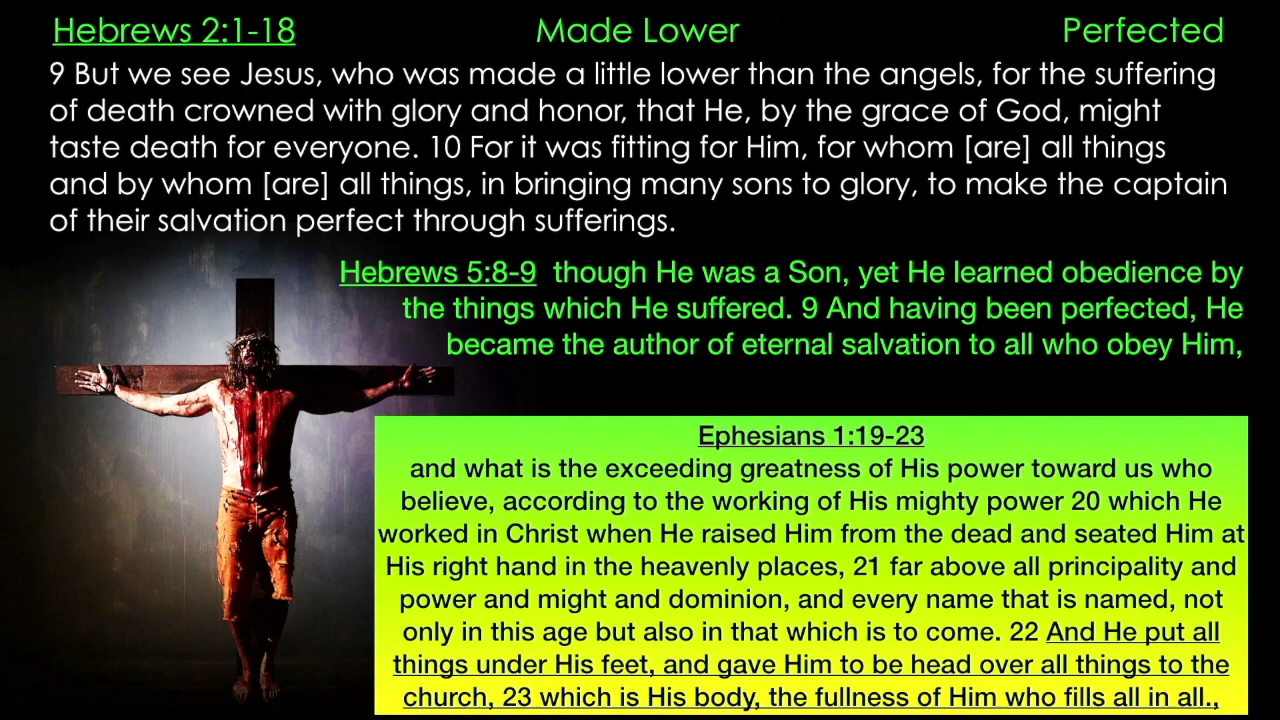 Hebrews 2:1-18 Made Lower Perfected
9 But we see Jesus, who was made a little lower than the angels, for the suffering
of death crowned with glory and honor, that He, by the grace of God, might
taste death for everyone. 10 For it was fitting for Him, for whom [are] all things
and by whom [are] all things, in bringing many sons to glory, to make the captain
of their salvation perfect through sufferings.
Hebrews 5:8-9 though He was a Son, yet He learned obedience by
the things which He suffered. 9 And having been perfected, He
became the author of eternal salvation to all who obey Him,
Ephesians 1:19-23
and what is the exceeding greatness of His power toward us who
believe, according to the working of His mighty power 20 which He
worked in Christ when He raised Him from the dead and seated Him at
His right hand in the heavenly places, 21 far above all principality and
power and might and dominion, and every name that is named, not
only in this age but also in that which is to come. 22 And He put all
things under His feet, and gave Him to be head over all things to the
church, 23 which is His body, the fullness of Him who fills all in all.,